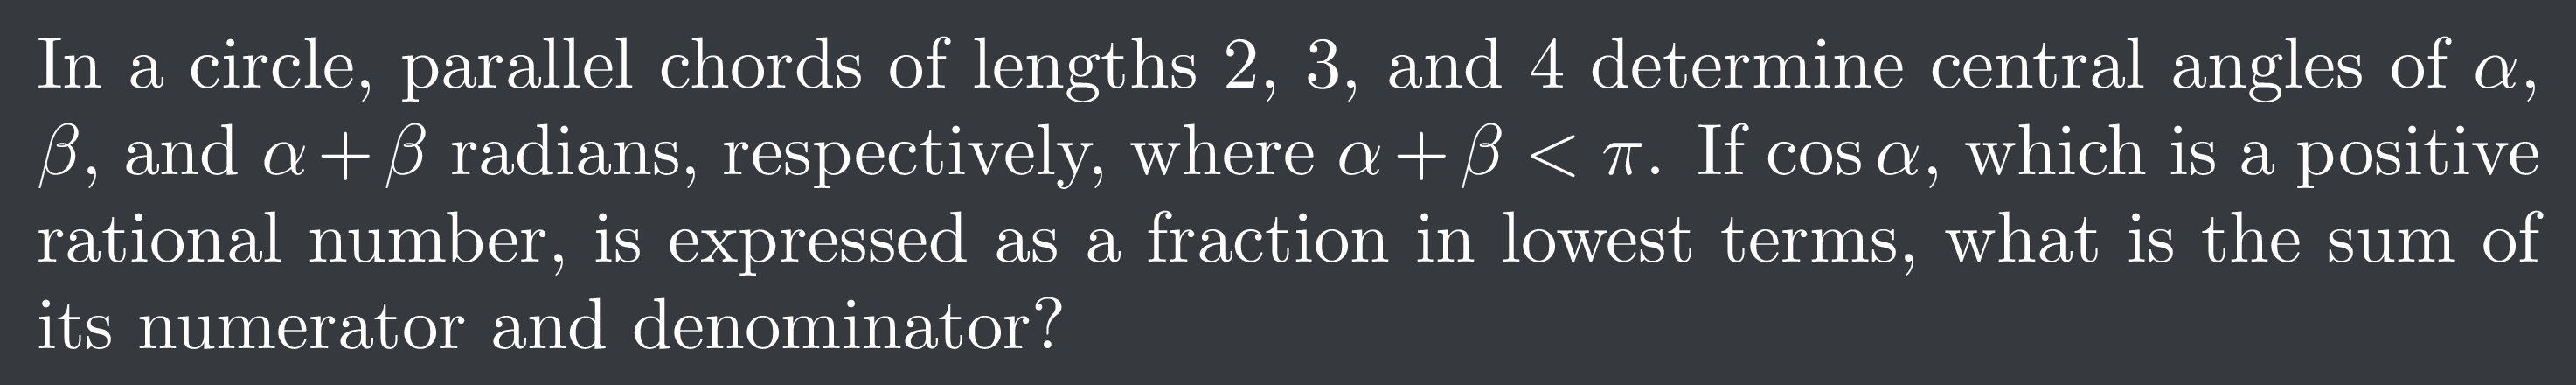 In a circle, parallel chords of lengths 2, 3, and 4 determine central angles of α,
β, and α + β radians, respectively, where α + β < π. If cos α, which is a positive
rational number, is expressed as a fraction in lowest terms, what is the sum of
its numerator and denominator?